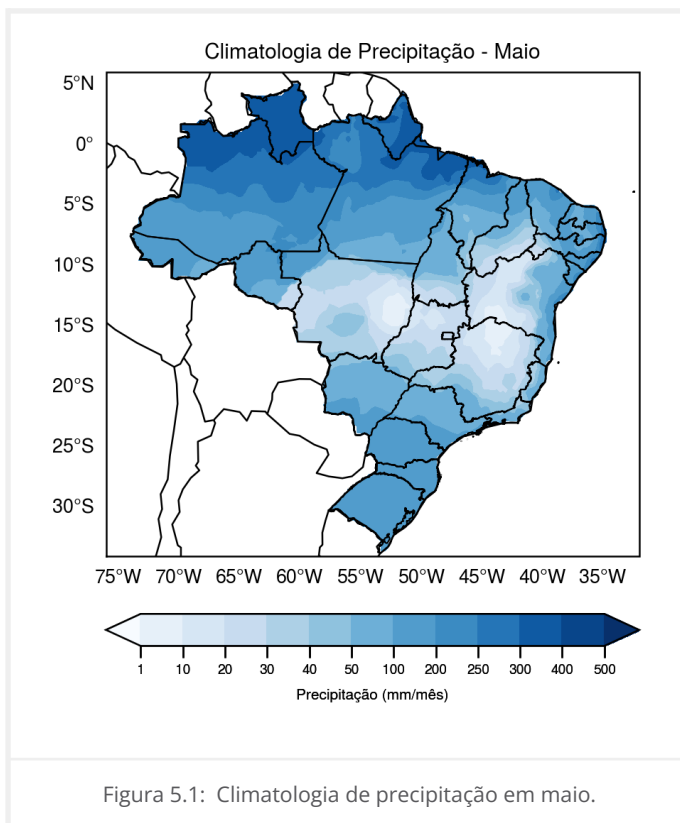 Climatologia de Precipitação - Maio
5°N
0°
5°S
10°S
15°S
20°S
25°S
30°S
75°W 70°W 65°W 60°W 55°W 50°W 45°W 40°W 35°W
1 10 20 30 40 50 100 200 250 300 400 500
Precipitação (mm/mês)
Figura 5.1: Climatologia de precipitação em maio.